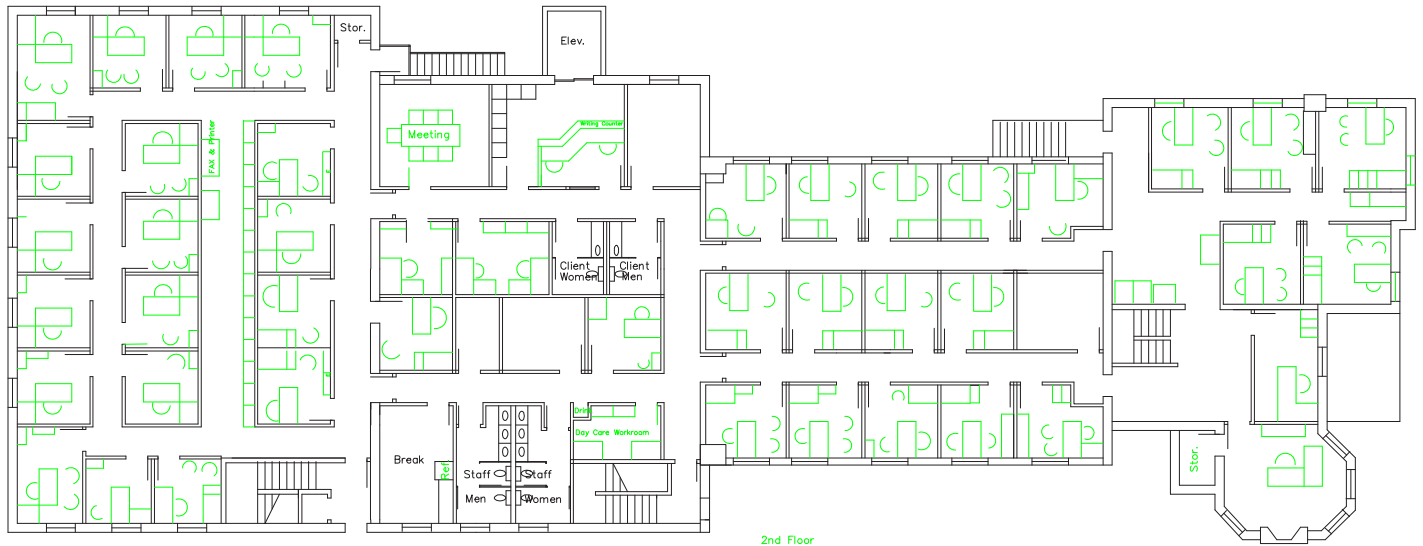 Stor.
Elev.
FAX & Printer
Meeting
Writing Counter
Client
Women
Client
Men
Drink
Day Care Workroom
Break
Ref.
Staff
Men
Staff
Women
Stor.
2nd Floor